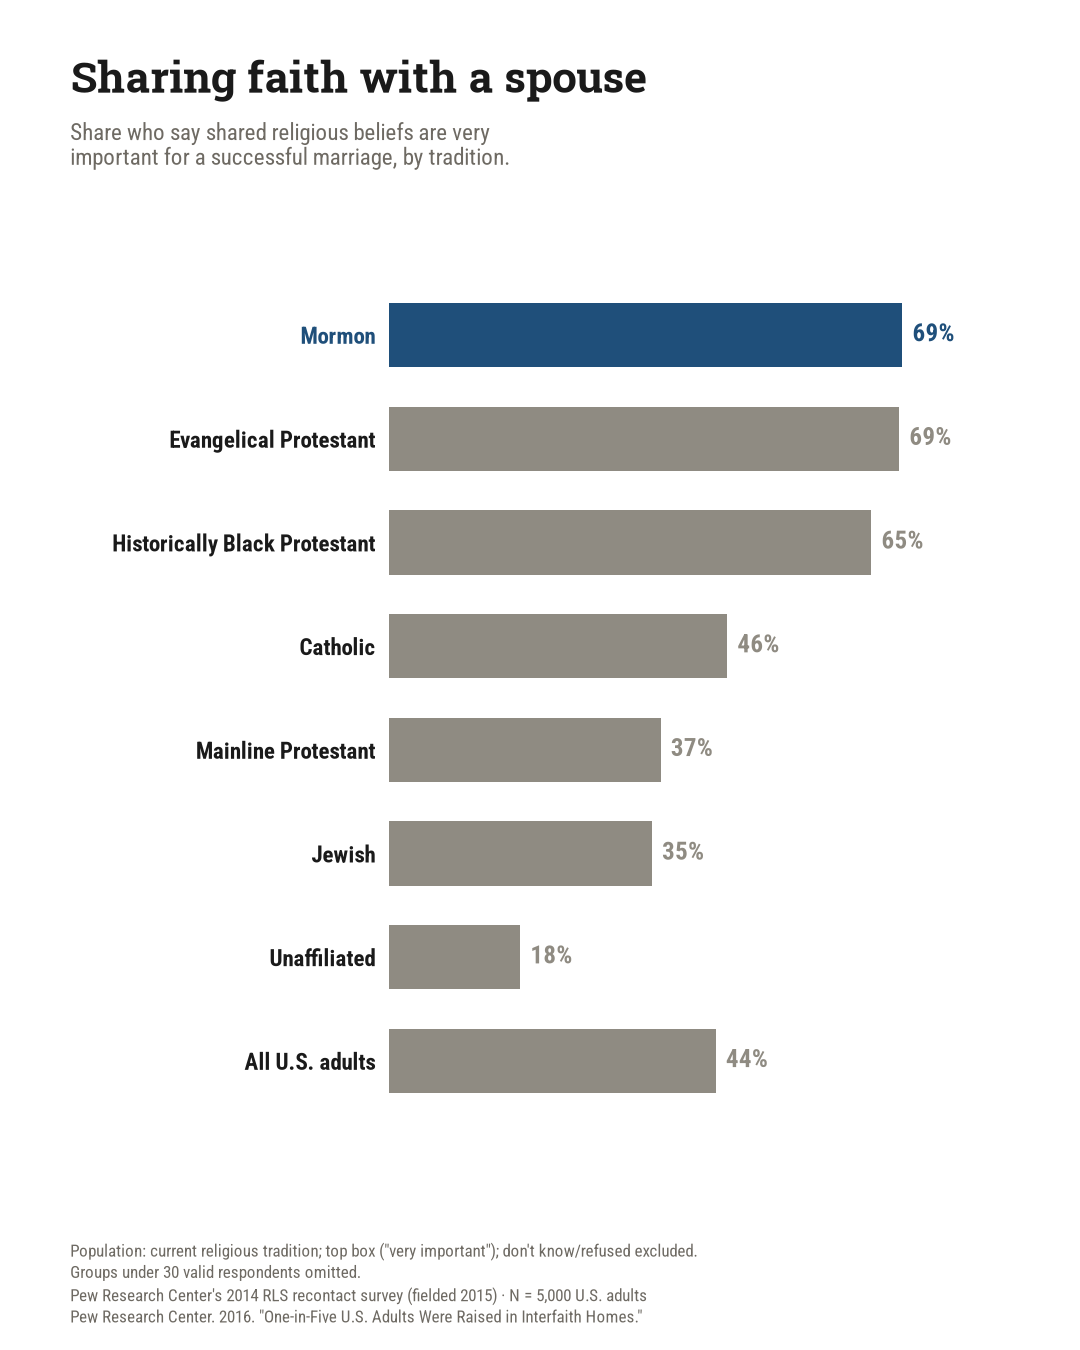 Sharing faith with a spouse
Share who say shared religious beliefs are very
important for a successful marriage, by tradition.
Mormon 69%
Evangelical Protestant 69%
Historically Black Protestant 65%
Catholic 46%
Mainline Protestant 37%
Jewish 35%
Unaffiliated 18%
All U.S. adults 44%
Population: current religious tradition; top box ("very important"); don't know/refused excluded.
Groups under 30 valid respondents omitted.
Pew Research Center's 2014 RLS recontact survey (fielded 2015) · N = 5,000 U.S. adults
Pew Research Center. 2016. "One-in-Five U.S. Adults Were Raised in Interfaith Homes."